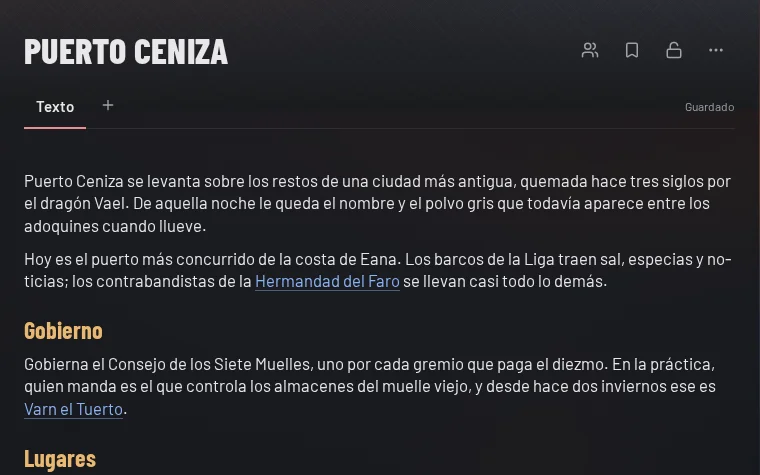 PUERTO CENIZA
Texto
Guardado
Puerto Ceniza se levanta sobre los restos de una ciudad más antigua, quemada hace tres siglos por
el dragón Vael. De aquella noche le queda el nombre y el polvo gris que todavía aparece entre los
adoquines cuando llueve.
Hoy es el puerto más concurrido de la costa de Eana. Los barcos de la Liga traen sal, especias y no-
ticias; los contrabandistas de la Hermandad del Faro se llevan casi todo lo demás.
Gobierno
Gobierna el Consejo de los Siete Muelles, uno por cada gremio que paga el diezmo. En la práctica,
quien manda es el que controla los almacenes del muelle viejo, y desde hace dos inviernos ese es
Varn el Tuerto.
Lugares